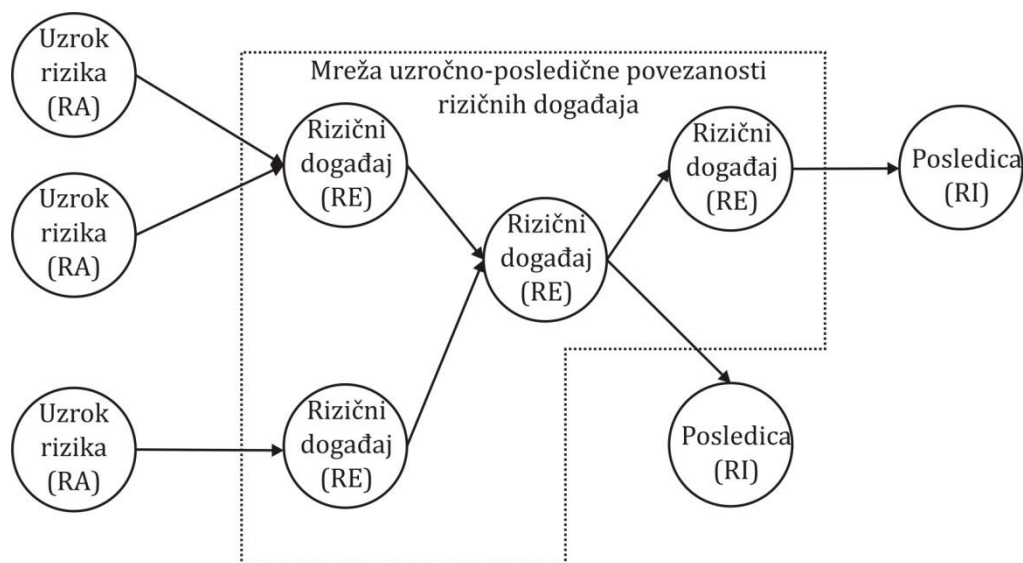 Uzrok
rizika
(RA)
Mreža uzročno-posledične povezanosti
rizičnih događaja
Rizični
događaj
(RE)
Rizični
događaj
(RE)
Posledica
(RI)
Uzrok
rizika
(RA)
Rizični
događaj
(RE)
Uzrok
rizika
(RA)
Rizični
događaj
(RE)
Posledica
(RI)